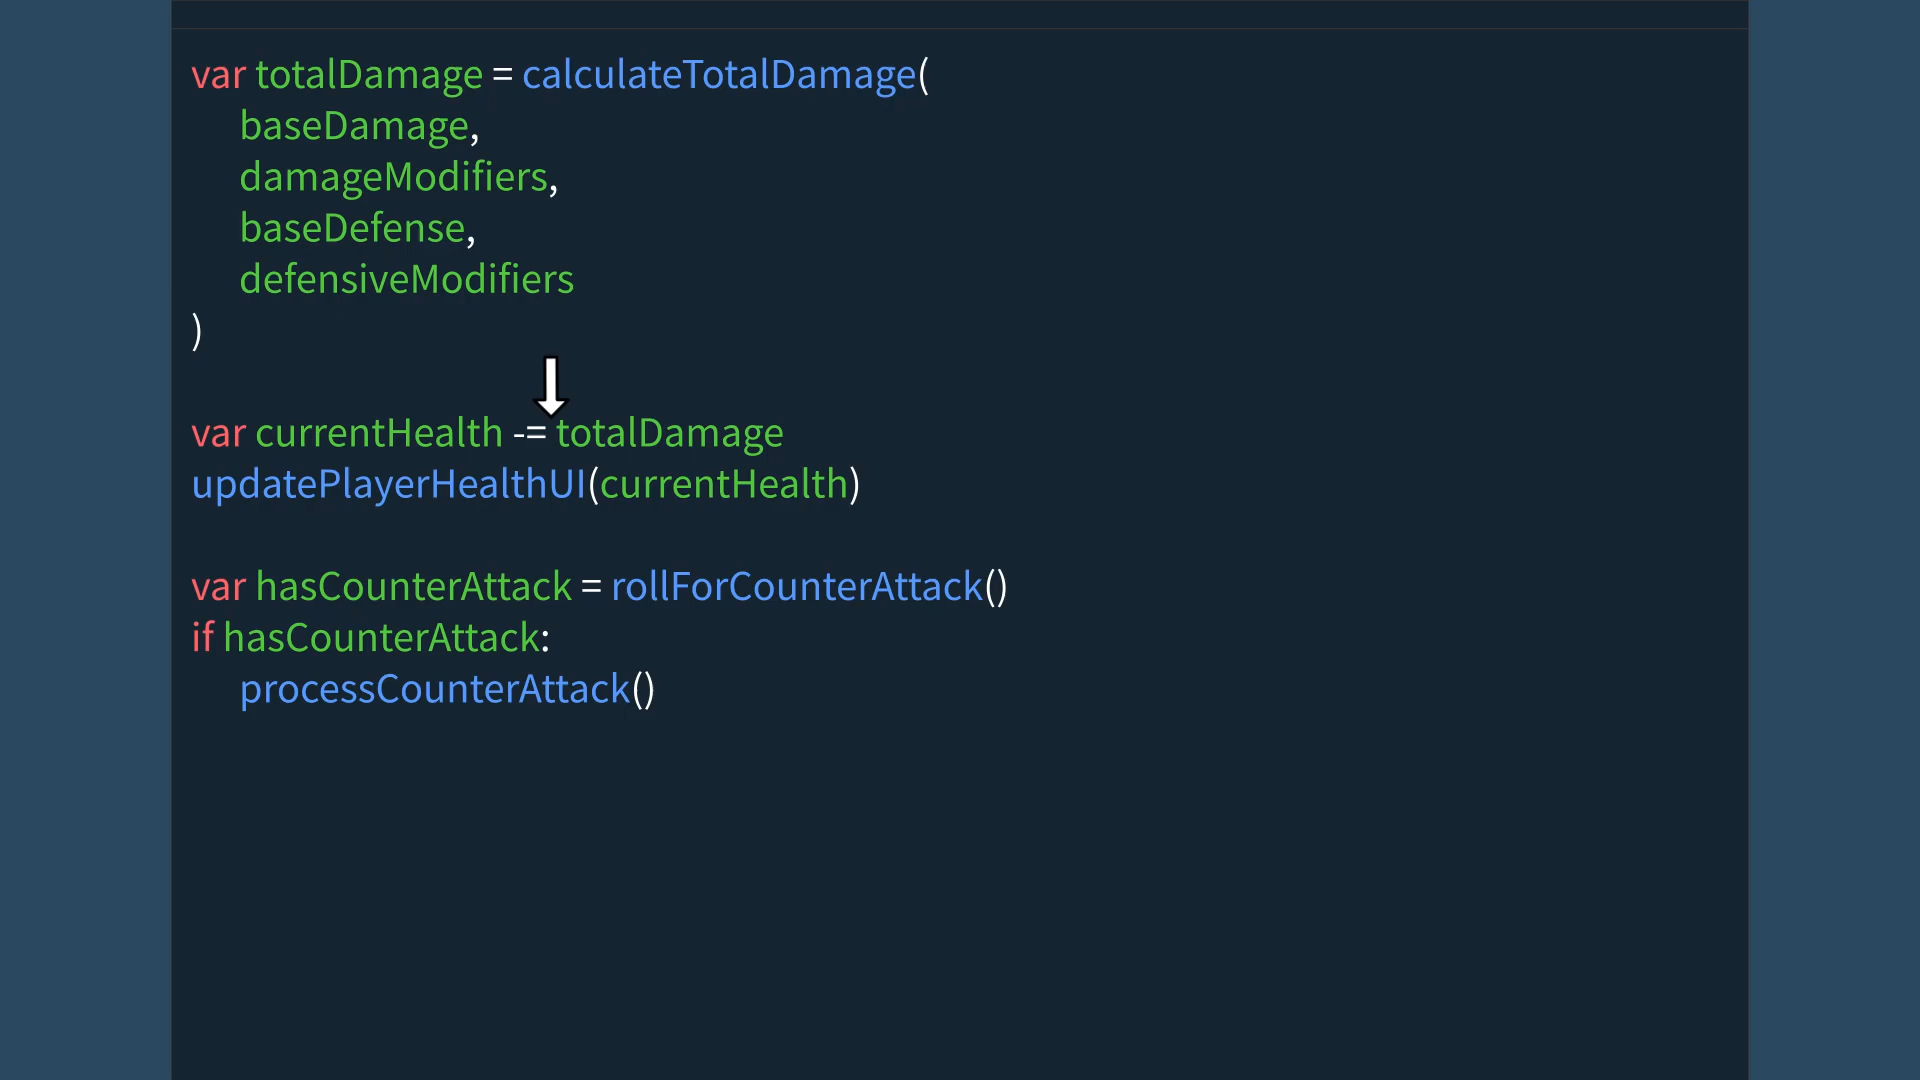 var totalDamage = calculateTotalDamage(
baseDamage,
damageModifiers,
baseDefense,
defensiveModifiers
)
var currentHealth -= totalDamage
updatePlayerHealthUI(currentHealth)
var hasCounterAttack = rollForCounterAttack()
if hasCounterAttack:
processCounterAttack()